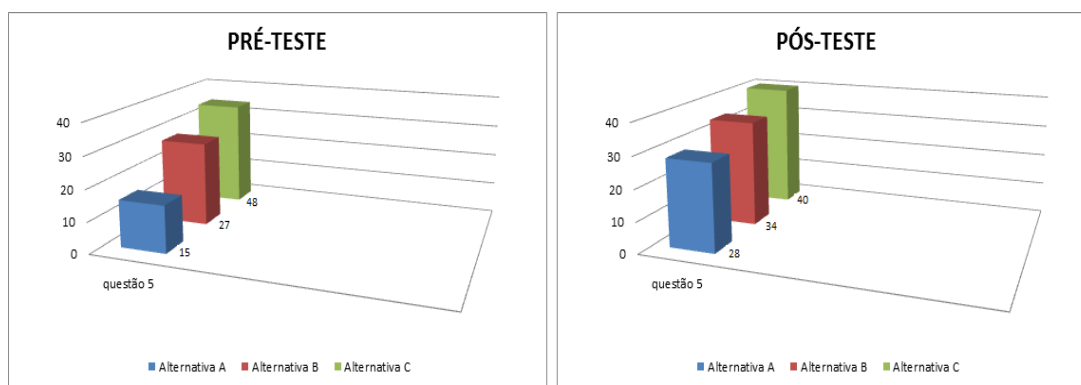 PRÉ-TESTE
40
30
20
10
0
48
27
15
questão 5
Alternativa A Alternativa B Alternativa C
PÓS-TESTE
40
30
20
10
0
40
34
28
questão 5
Alternativa A Alternativa B Alternativa C